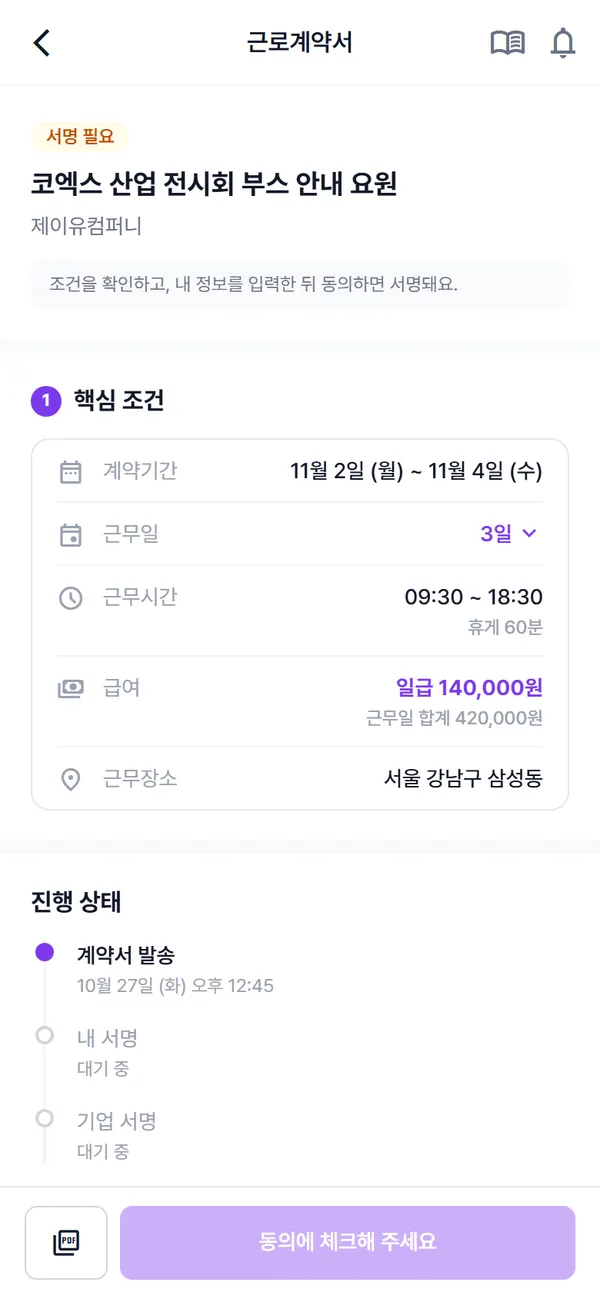 근로계약서
서명 필요
코엑스 산업 전시회 부스 안내 요원
제이유컴퍼니
조건을 확인하고, 내 정보를 입력한 뒤 동의하면 서명돼요.
1 핵심 조건
계약기간 11월 2일 (월) ~ 11월 4일 (수)
근무일 3일
근무시간 09:30 ~ 18:30
휴게 60분
급여 일급 140,000원
근무일 합계 420,000원
근무장소 서울 강남구 삼성동
진행 상태
계약서 발송
10월 27일 (화) 오후 12:45
내 서명
대기 중
기업 서명
대기 중
PDF 동의에 체크해 주세요